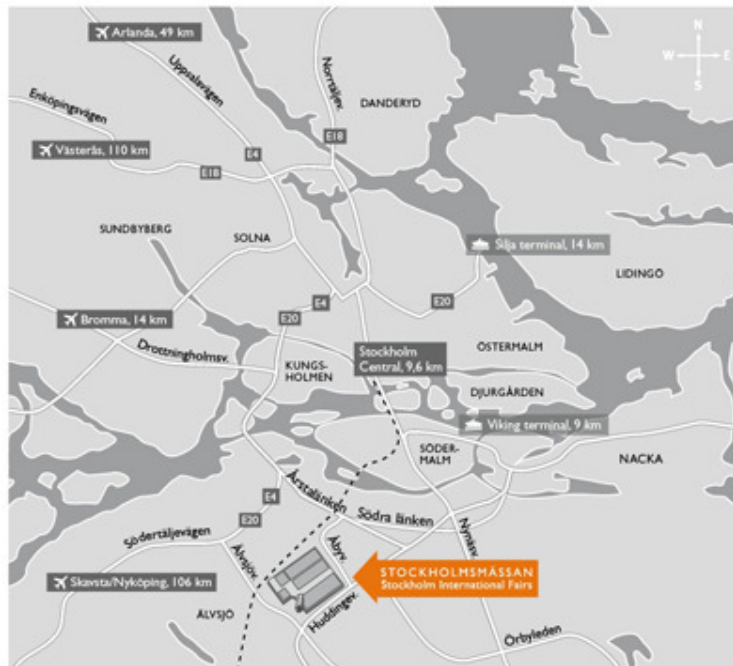 Arlanda, 49 km
Uppsalavägen
Norrtäljev.
N
W
E
S
DANDERYD
Enköpingsvägen
E18
E4
Västerås, 110 km
E18
SUNDBYBERG
SOLNA
Silja terminal, 14 km
LIDINGÖ
E4
E20
Bromma, 14 km
E20
Drottningholmsv.
Stockholm
Central, 9,6 km
ÖSTERMALM
KUNGS-
HOLMEN
DJURGÅRDEN
Viking terminal, 9 km
SÖDER-
MALM
NACKA
Årstalänken
E4
Södra länken
E20
Södertäljevägen
Nynäsv.
Åbyv.
Älvsjöv.
STOCKHOLMSMÄSSAN
Stockholm International Fairs
Skavsta/Nyköping, 106 km
ÄLVSJÖ
Huddingev.
Örbyleden